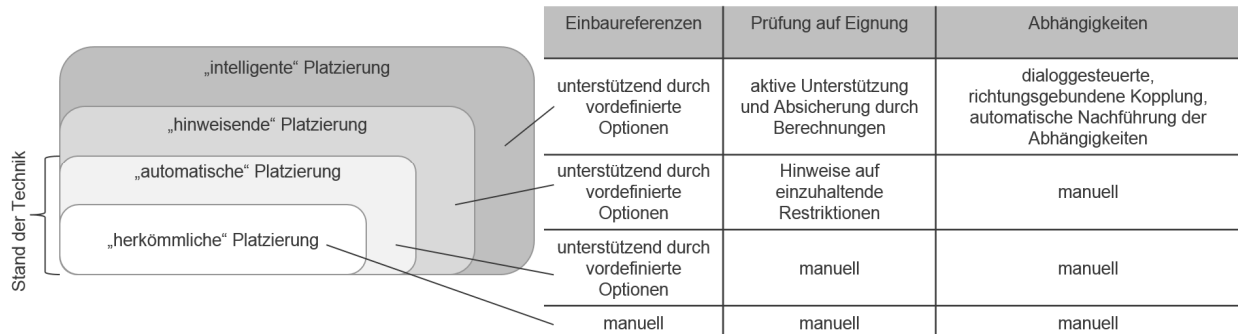 „intelligente“ Platzierung
„hinweisende“ Platzierung
„automatische“ Platzierung
„herkömmliche“ Platzierung
Stand der Technik
Einbaureferenzen
Prüfung auf Eignung
Abhängigkeiten
unterstützend durch
vordefinierte
Optionen
aktive Unterstützung
und Absicherung durch
Berechnungen
dialoggesteuerte,
richtungsgebundene Kopplung,
automatische Nachführung der
Abhängigkeiten
unterstützend durch
vordefinierte
Optionen
Hinweise auf
einzuhaltende
Restriktionen
manuell
unterstützend durch
vordefinierte
Optionen
manuell
manuell
manuell
manuell
manuell